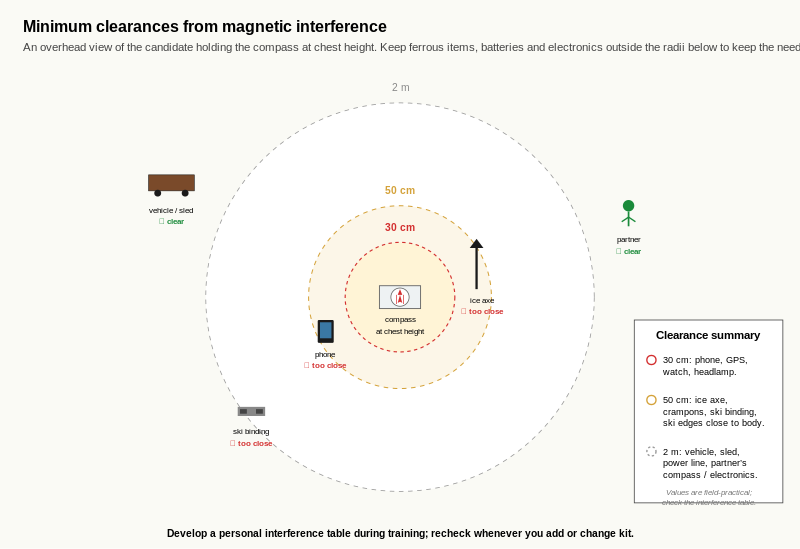 Minimum clearances from magnetic interference
An overhead view of the candidate holding the compass at chest height. Keep ferrous items, batteries and electronics outside the radii below to keep the need
2 m
50 cm
30 cm
vehicle / sled
clear
partner
clear
ice axe
too close
compass
at chest height
phone
too close
ski binding
too close
Clearance summary
30 cm: phone, GPS,
watch, headlamp.
50 cm: ice axe,
crampons, ski binding,
ski edges close to body.
2 m: vehicle, sled,
power line, partner's
compass / electronics.
Values are field-practical;
check the interference table.
Develop a personal interference table during training; recheck whenever you add or change kit.